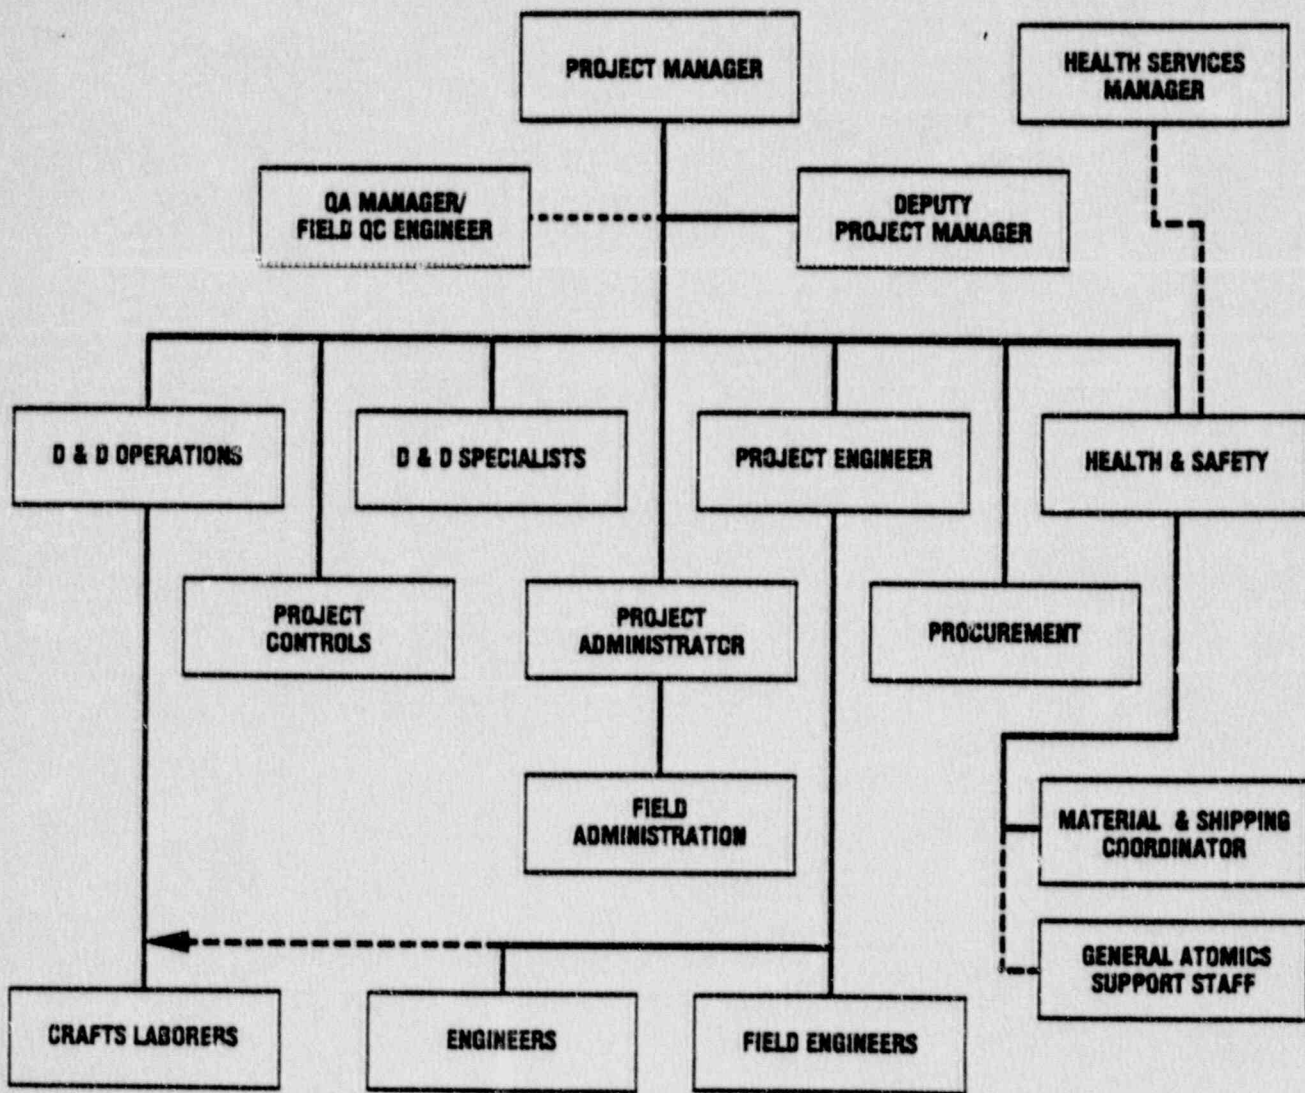 PROJECT MANAGER
HEALTH SERVICES
MANAGER
QA MANAGER/
FIELD QC ENGINEER
DEPUTY
PROJECT MANAGER
D & D OPERATIONS
D & D SPECIALISTS
PROJECT ENGINEER
HEALTH & SAFETY
PROJECT
CONTROLS
PROJECT
ADMINISTRATOR
PROCUREMENT
FIELD
ADMINISTRATION
MATERIAL & SHIPPING
COORDINATOR
GENERAL ATOMICS
SUPPORT STAFF
CRAFTS LABORERS
ENGINEERS
FIELD ENGINEERS